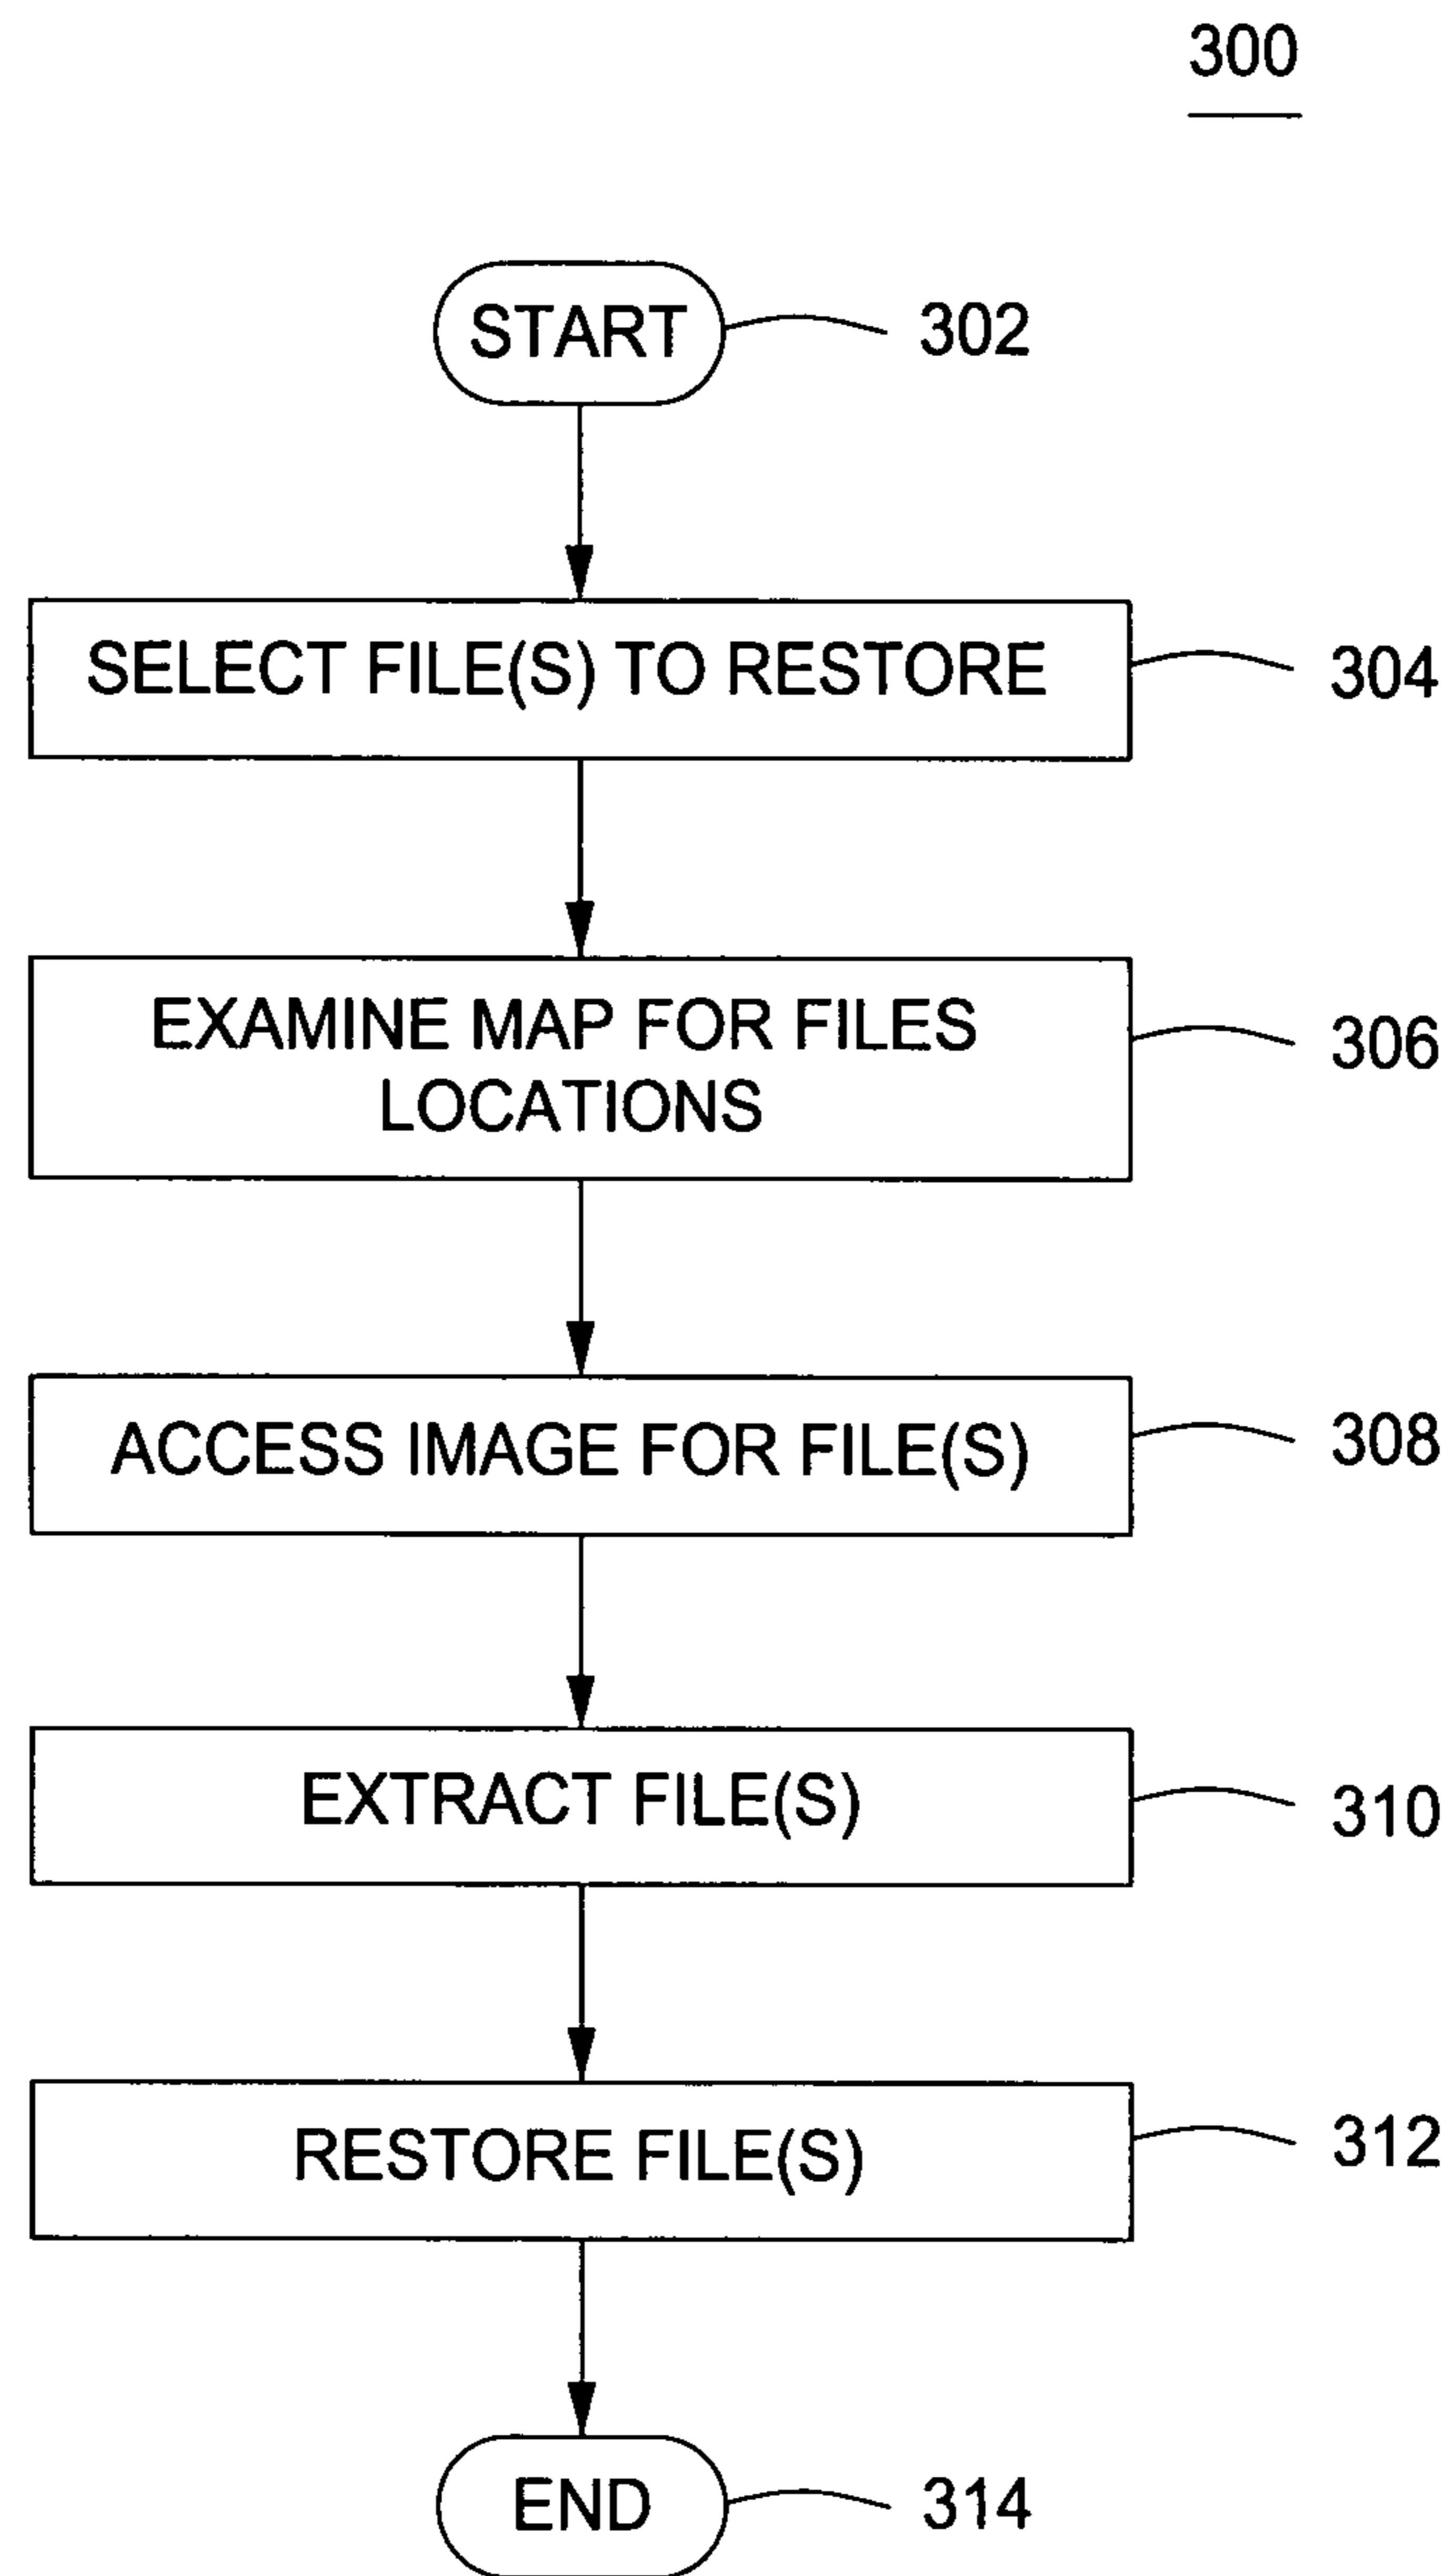 300
START
302
SELECT FILE(S) TO RESTORE
304
EXAMINE MAP FOR FILES
LOCATIONS
306
ACCESS IMAGE FOR FILE(S)
308
EXTRACT FILE(S)
310
RESTORE FILE(S)
312
END
314